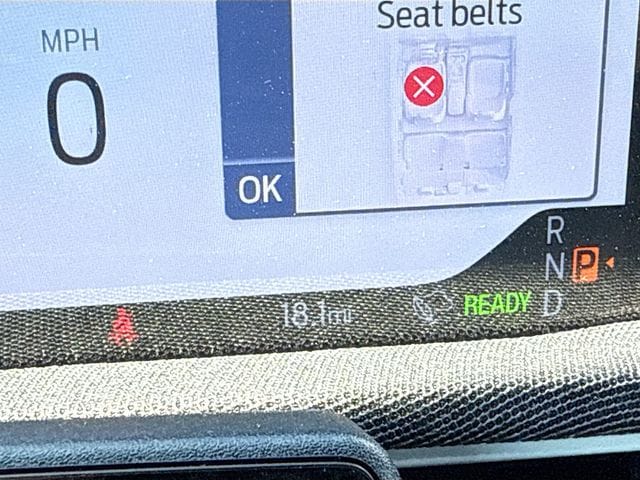 Seat belts
MPH
0
OK
R
N P
18.1mi READY D